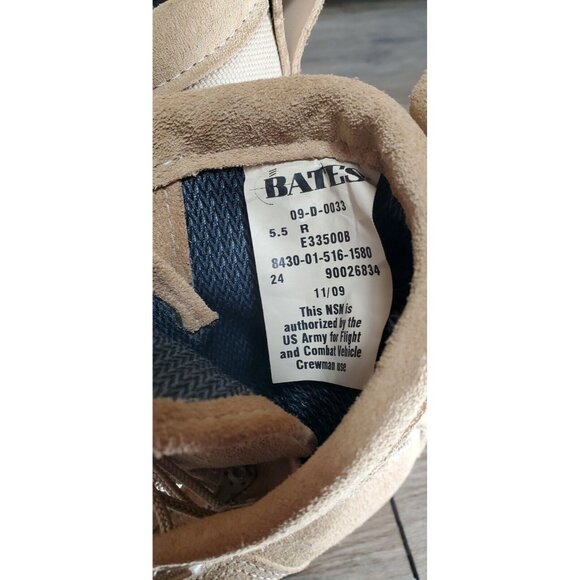 BATES
09-D-0033
5.5 R
E33500B
8430-01-516-1580
24 90026834
11/09
This NSN is
authorized by the
US Army for Flight
and Combat Vehicle
Crewman use